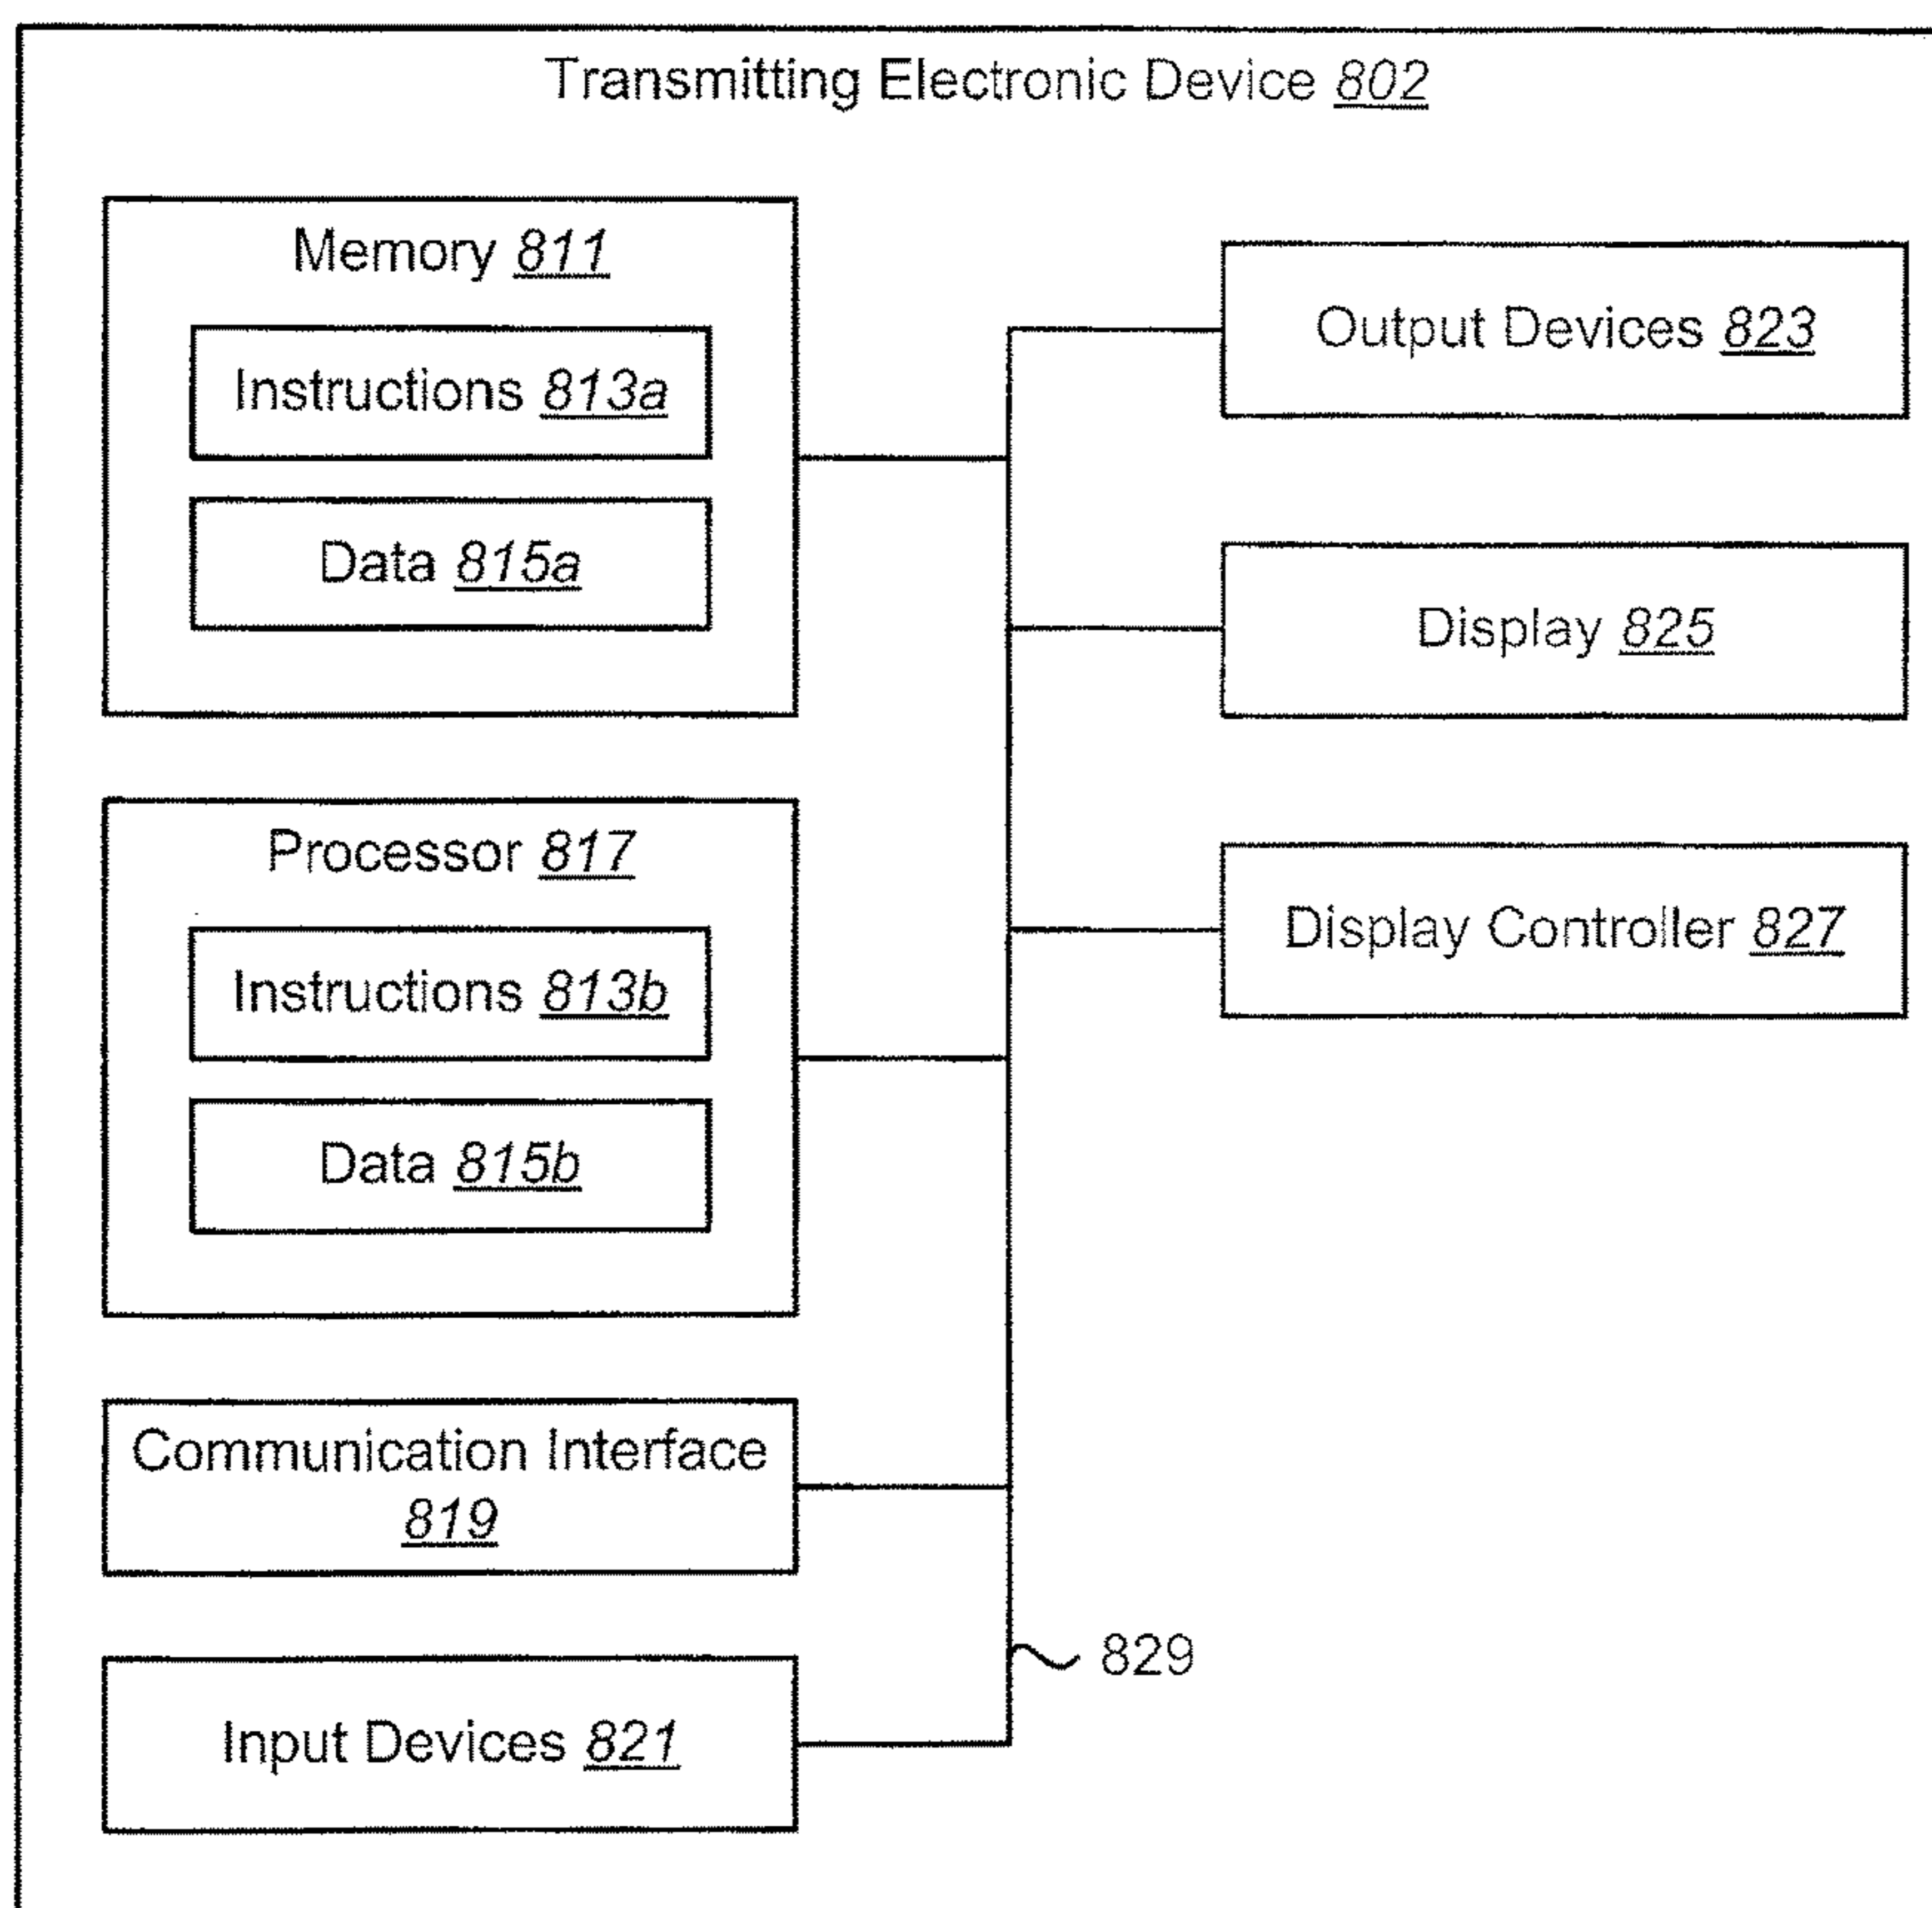 Transmitting Electronic Device 802
Memory 811
Instructions 813a
Data 815a
Processor 817
Instructions 813b
Data 815b
Communication Interface
819
Input Devices 821
Output Devices 823
Display 825
Display Controller 827
829